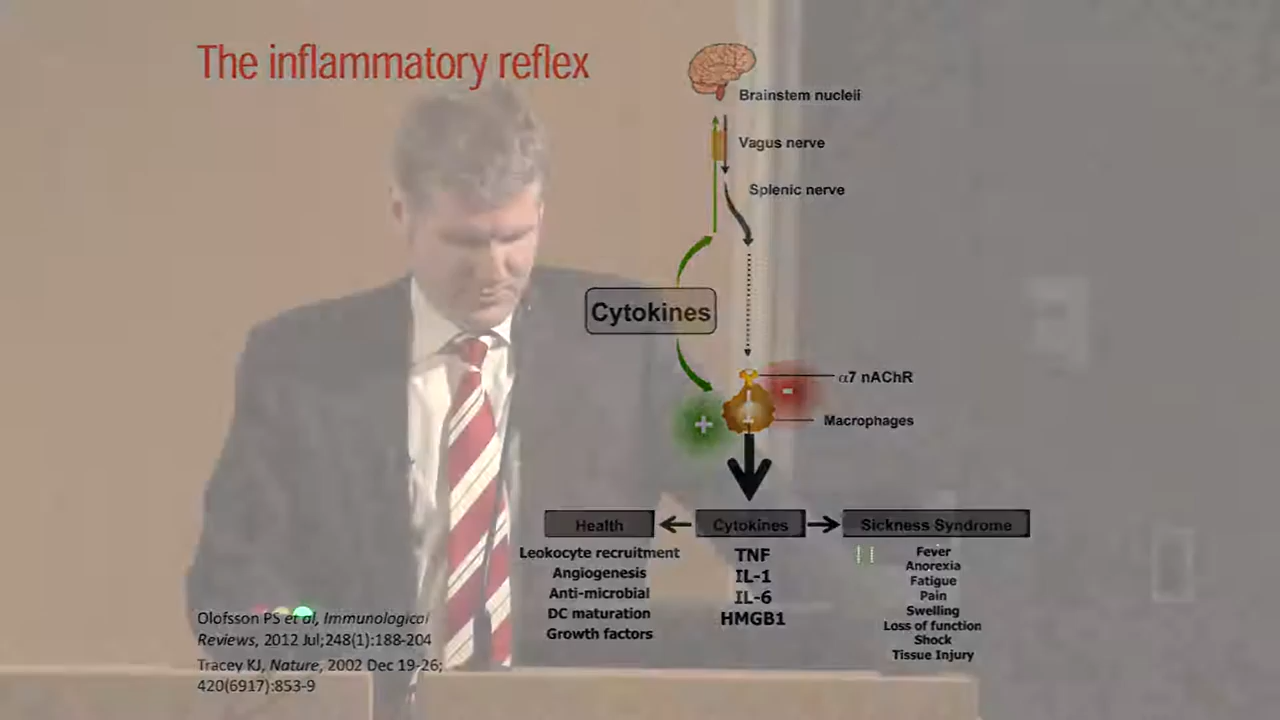 The inflammatory reflex
Brainstem nucleii
Vagus nerve
Splenic nerve
Cytokines
α7 nAChR
-
+
Macrophages
Health
Cytokines
Sickness Syndrome
Leokocyte recruitment
Angiogenesis
Anti-microbial
DC maturation
Growth factors
TNF
IL-1
IL-6
HMGB1
Fever
Anorexia
Fatigue
Pain
Swelling
Loss of function
Shock
Tissue Injury
Olofsson PS et al, Immunological
Reviews, 2012 Jul;248(1):188-204
Tracey KJ, Nature, 2002 Dec 19-26;
420(6917):853-9